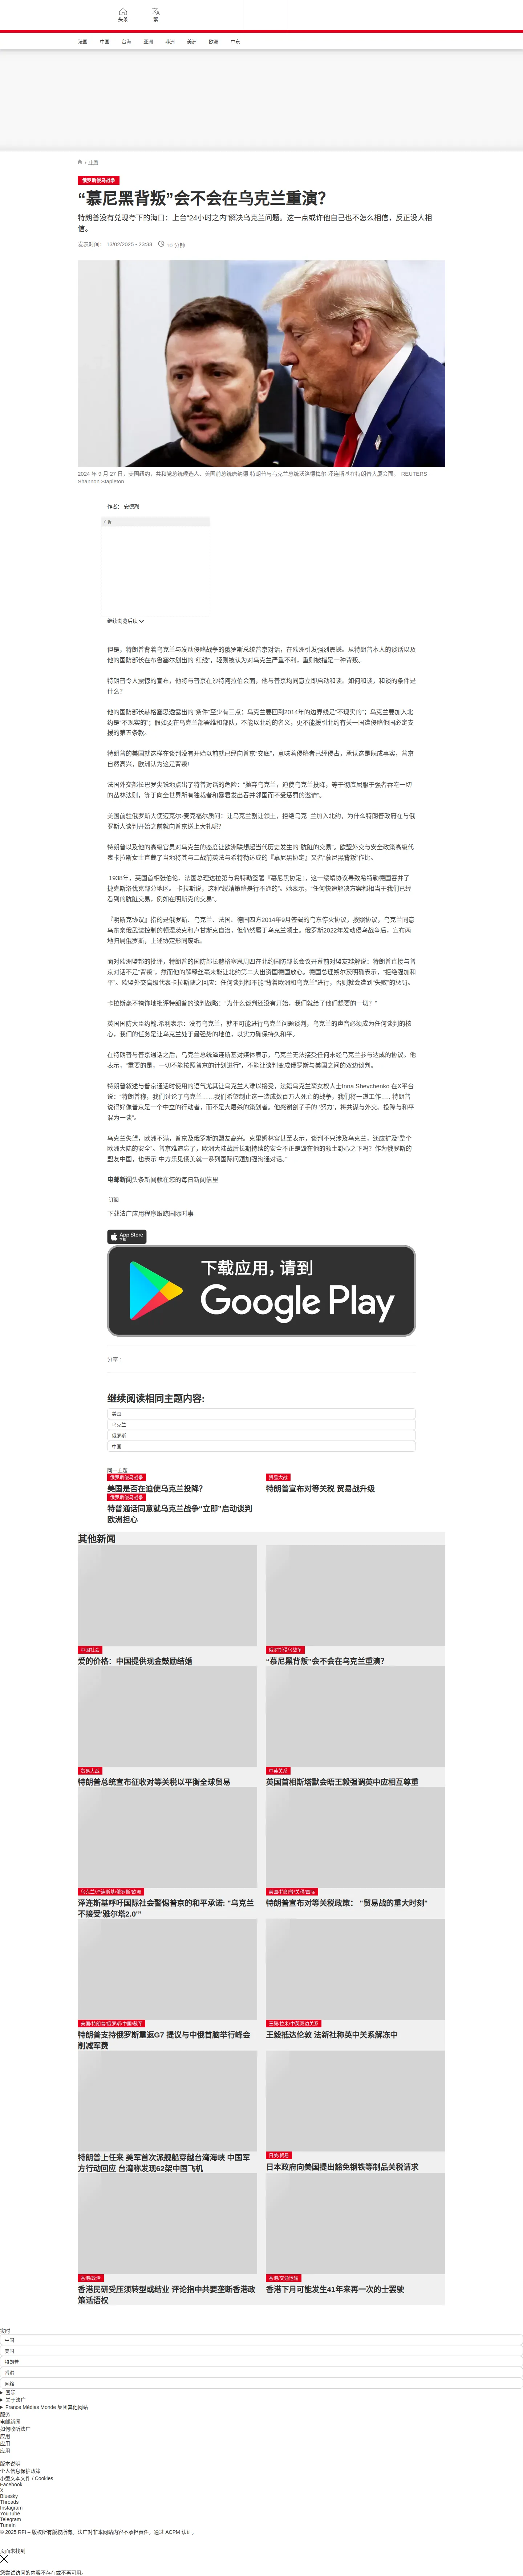 头条
繁
法国
中國
台海
亚洲
非洲
美洲
欧洲
中东
/ 中国
俄罗斯侵乌战争
“慕尼黑背叛”会不会在乌克兰重演？
特朗普没有兑现夸下的海口：上台“24小时之内”解决乌克兰问题。这一点或许他自己也不怎么相信，反正没人相
信。
发表时间： 13/02/2025 - 23:33
10 分钟
2024 年 9 月 27 日，美国纽约，共和党总统候选人、美国前总统唐纳德·特朗普与乌克兰总统沃洛德梅尔·泽连斯基在特朗普大厦会面。 REUTERS -
Shannon Stapleton
作者： 安德烈
广告
继续浏览后续
但是，特朗普背着乌克兰与发动侵略战争的俄罗斯总统普京对话，在欧洲引发强烈震撼。从特朗普本人的谈话以及
他的国防部长在布鲁塞尔划出的“红线”，轻则被认为对乌克兰严重不利，重则被指是一种背叛。
特朗普令人震惊的宣布，他将与普京在沙特阿拉伯会面，他与普京均同意立即启动和谈。如何和谈，和谈的条件是
什么？
他的国防部长赫格塞思透露出的“条件”至少有三点：乌克兰要回到2014年的边界线是“不现实的”；乌克兰要加入北
约是“不现实的”；假如要在乌克兰部署维和部队，不能以北约的名义，更不能援引北约有关一国遭侵略他国必定支
援的第五条款。
特朗普的美国就这样在谈判没有开始以前就已经向普京“交底”，意味着侵略者已经侵占，承认这是既成事实，普京
自然高兴，欧洲认为这是背叛!
法国外交部长巴罗尖锐地点出了特普对话的危险：“抛弃乌克兰，迫使乌克兰投降，等于彻底屈服于强者吞吃一切
的丛林法则，等于向全世界所有独裁者和暴君发出吞并邻国而不受惩罚的邀请”。
美国前驻俄罗斯大使迈克尔·麦克福尔质问：让乌克兰割让领土，拒绝乌克_兰加入北约，为什么特朗普政府在与俄
罗斯人谈判开始之前就向普京送上大礼呢？
特朗普以及他的高级官员对乌克兰的态度让欧洲联想起当代历史发生的“肮脏的交易”。欧盟外交与安全政策高级代
表卡拉斯女士直截了当地将其与二战前英法与希特勒达成的『慕尼黑协定』又名“慕尼黑背叛”作比。
1938年，英国首相张伯伦、法国总理达拉第与希特勒签署『慕尼黑协定』，这一绥靖协议导致希特勒德国吞并了
捷克斯洛伐克部分地区。 卡拉斯说，这种“绥靖策略是行不通的”。她表示，“任何快速解决方案都相当于我们已经
看到的肮脏交易，例如在明斯克的交易”。
『明斯克协议』指的是俄罗斯、乌克兰、法国、德国四方2014年9月签署的乌东停火协议，按照协议，乌克兰同意
乌东亲俄武装控制的顿涅茨克和卢甘斯克自治，但仍然属于乌克兰领土。俄罗斯2022年发动侵乌战争后，宣布两
地归属俄罗斯，上述协定形同废纸。
面对欧洲盟邦的批评，特朗普的国防部长赫格塞思周四在北约国防部长会议开幕前对盟友辩解说：特朗普直接与普
京对话不是“背叛”，然而他的解释丝毫未能让北约第二大出资国德国放心。德国总理朔尔茨明确表示，“拒绝强加和
平”。欧盟外交高级代表卡拉斯随之回应：任何谈判都不能“背着欧洲和乌克兰”进行，否则就会遭到“失败”的惩罚。
卡拉斯毫不掩饰地批评特朗普的谈判战略：“为什么谈判还没有开始，我们就给了他们想要的一切？ ”
英国国防大臣约翰.希利表示：没有乌克兰，就不可能进行乌克兰问题谈判，乌克兰的声音必须成为任何谈判的核
心，我们的任务是让乌克兰处于最强势的地位，以实力确保持久和平。
在特朗普与普京通话之后，乌克兰总统泽连斯基对媒体表示，乌克兰无法接受任何未经乌克兰参与达成的协议。他
表示，“重要的是，一切不能按照普京的计划进行”，不能让谈判变成俄罗斯与美国之间的双边谈判。
特朗普叙述与普京通话时使用的语气尤其让乌克兰人难以接受，法籍乌克兰裔女权人士Inna Shevchenko 在X平台
说：“特朗普称，我们讨论了乌克兰……我们希望制止这一造成数百万人死亡的战争，我们将一道工作….. 特朗普
说得好像普京是一个中立的行动者，而不是大屠杀的策划者。他感谢刽子手的 ‘努力’，将共谋与外交、投降与和平
混为一谈”。
乌克兰失望，欧洲不满，普京及俄罗斯的盟友高兴。克里姆林宫甚至表示，谈判不只涉及乌克兰，还应扩及“整个
欧洲大陆的安全”。普京难道忘了，欧洲大陆战后长期持续的安全不正是毁在他的领土野心之下吗？作为俄罗斯的
盟友中国，也表示“中方乐见俄美就一系列国际问题加强沟通对话。”
电邮新闻头条新闻就在您的每日新闻信里
订阅
下载法广应用程序跟踪国际时事
App Store
下载
下载应用，请到
Google Play
分享 :
继续阅读相同主题内容:
美国
乌克兰
俄罗斯
中国
同一主题
俄罗斯侵乌战争
美国是否在迫使乌克兰投降？
贸易大战
特朗普宣布对等关税 贸易战升级
俄罗斯侵乌战争
特普通话同意就乌克兰战争“立即”启动谈判
欧洲担心
其他新闻
中国社会
爱的价格：中国提供现金鼓励结婚
俄罗斯侵乌战争
“慕尼黑背叛”会不会在乌克兰重演？
贸易大战
特朗普总统宣布征收对等关税以平衡全球贸易
中英关系
英国首相斯塔默会晤王毅强调英中应相互尊重
乌克兰/泽连斯基/俄罗斯/欧洲
泽连斯基呼吁国际社会警惕普京的和平承诺: “乌克兰
不接受‘雅尔塔2.0’”
美国/特朗普/关税/国际
特朗普宣布对等关税政策： “贸易战的重大时刻”
美国/特朗普/俄罗斯/中国/裁军
特朗普支持俄罗斯重返G7 提议与中俄首脑举行峰会
削减军费
王毅/拉米/中英双边关系
王毅抵达伦敦 法新社称英中关系解冻中
特朗普上任来 美军首次派舰船穿越台湾海峡 中国军
方行动回应 台湾称发现62架中国飞机
日美/贸易
日本政府向美国提出豁免钢铁等制品关税请求
香港/政治
香港民研受压须转型或结业 评论指中共要垄断香港政
策话语权
香港/交通运输
香港下月可能发生41年来再一次的士罢驶
实时
中国
美国
特朗普
香港
网络
国际
关于法广
France Médias Monde 集团其他网站
服务
电邮新闻
如何收听法广
应用
应用
应用
版本说明
个人信息保护政策
小型文本文件 / Cookies
Facebook
X
Bluesky
Threads
Instagram
YouTube
Telegram
TuneIn
© 2025 RFI – 版权所有版权所有。法广对非本网站内容不承担责任。通过 ACPM 认证。
页面未找到
您尝试访问的内容不存在或不再可用。